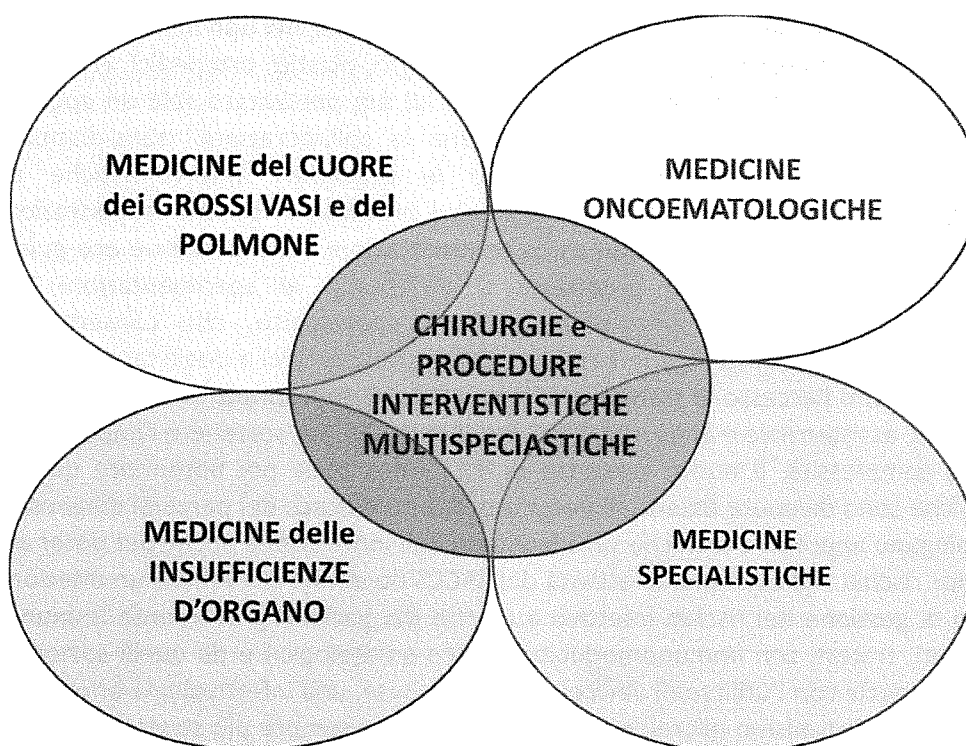 MEDICINE del CUORE
dei GROSSI VASI e del
POLMONE
MEDICINE
ONCOEMATOLOGICHE
CHIRURGIE e
PROCEDURE
INTERVENTISTICHE
MULTISPECIASTICHE
MEDICINE delle
INSUFFICIENZE
D'ORGANO
MEDICINE
SPECIALISTICHE